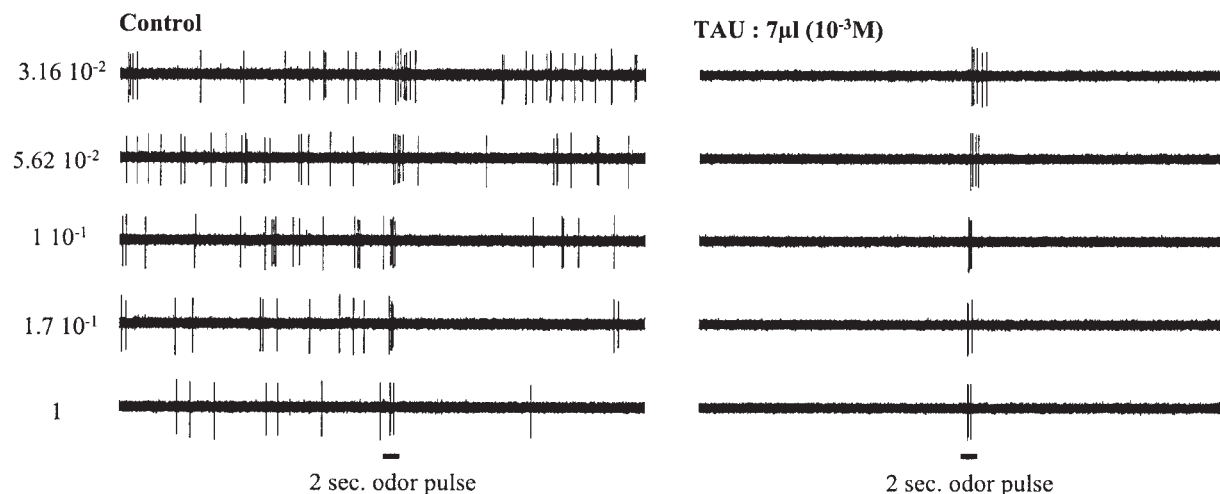 Control
TAU : 7µl (10⁻³M)
3.16 10⁻²
5.62 10⁻²
1 10⁻¹
1.7 10⁻¹
1
2 sec. odor pulse
2 sec. odor pulse